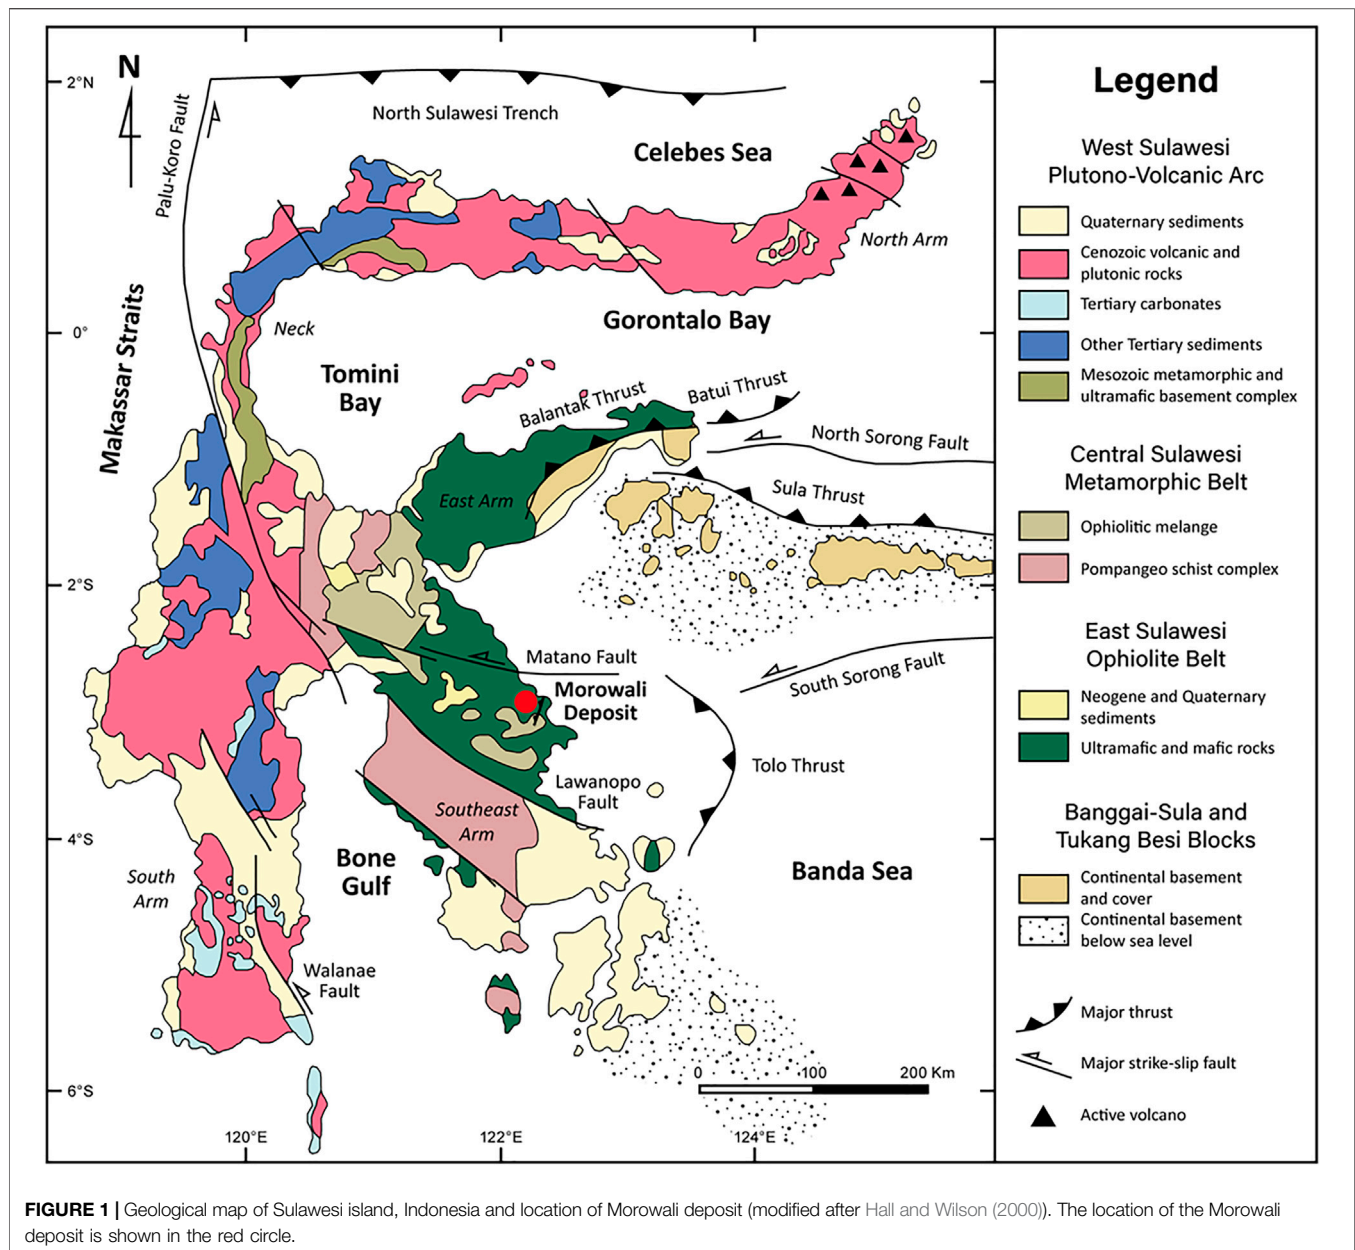 2°N
0°
2°S
4°S
6°S
120°E
122°E
124°E
N
Palu-Koro Fault
North Sulawesi Trench
Celebes Sea
North Arm
Makassar Straits
Neck
Gorontalo Bay
Tomini
Bay
Balantak Thrust
Batui Thrust
North Sorong Fault
East Arm
Sula Thrust
Matano Fault
South Sorong Fault
Morowali
Deposit
Tolo Thrust
Lawanopo
Fault
Southeast
Arm
Bone
Gulf
Banda Sea
South
Arm
Walanae
Fault
0 100 200 Km
Legend
West Sulawesi
Plutono-Volcanic Arc
Quaternary sediments
Cenozoic volcanic and
plutonic rocks
Tertiary carbonates
Other Tertiary sediments
Mesozoic metamorphic and
ultramafic basement complex
Central Sulawesi
Metamorphic Belt
Ophiolitic melange
Pompangeo schist complex
East Sulawesi
Ophiolite Belt
Neogene and Quaternary
sediments
Ultramafic and mafic rocks
Banggai-Sula and
Tukang Besi Blocks
Continental basement
and cover
Continental basement
below sea level
Major thrust
Major strike-slip fault
Active volcano
FIGURE 1 | Geological map of Sulawesi island, Indonesia and location of Morowali deposit (modified after Hall and Wilson (2000)). The location of the Morowali
deposit is shown in the red circle.